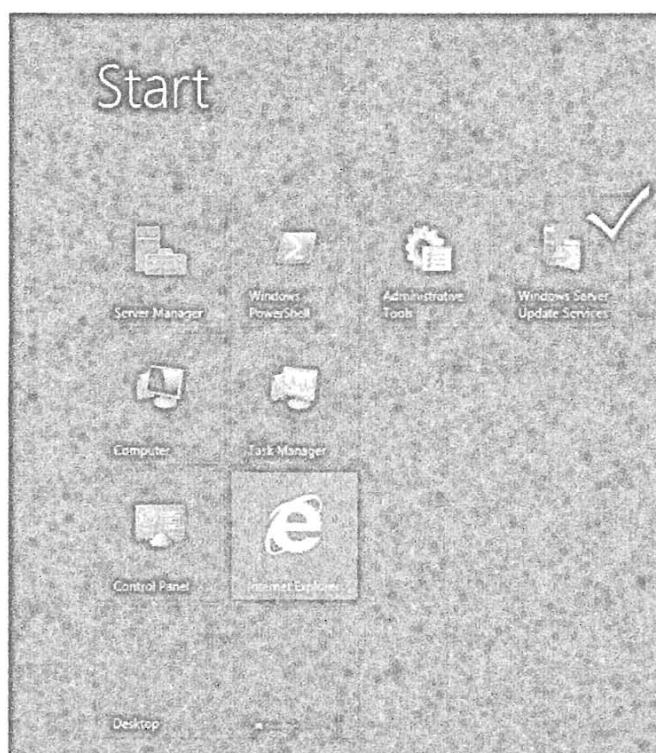 Start
Server Manager
Windows
PowerShell
Administrative
Tools
Windows Server
Update Services
Computer
Task Manager
Control Panel
Internet Explorer
Desktop